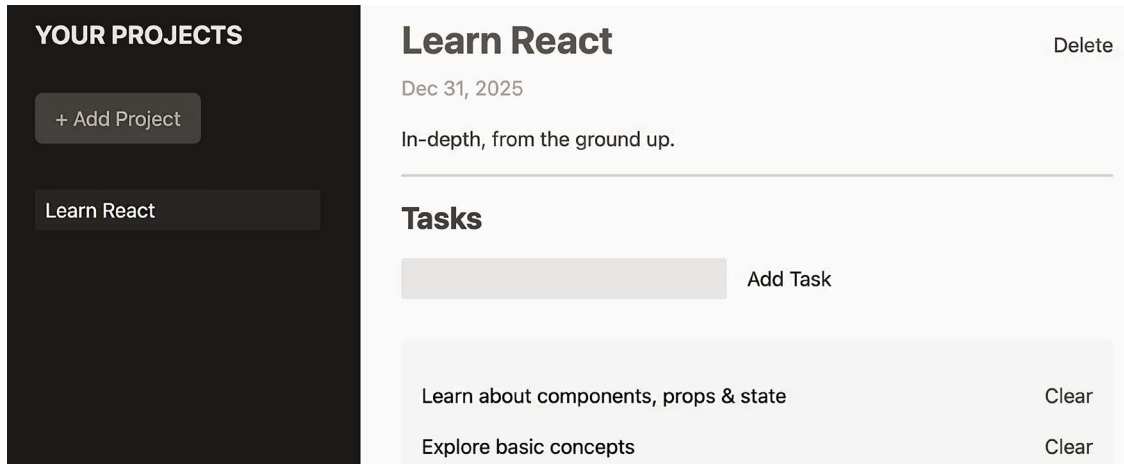 YOUR PROJECTS
+ Add Project
Learn React
Learn React
Delete
Dec 31, 2025
In-depth, from the ground up.
Tasks
Add Task
Learn about components, props & state
Clear
Explore basic concepts
Clear